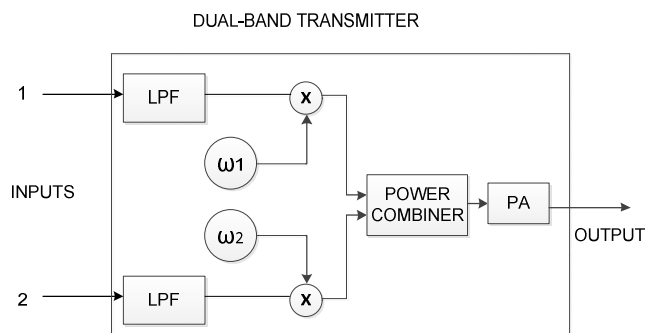 DUAL-BAND TRANSMITTER
1
LPF
X
ω1
INPUTS
POWER
COMBINER
PA
OUTPUT
ω2
2
LPF
X